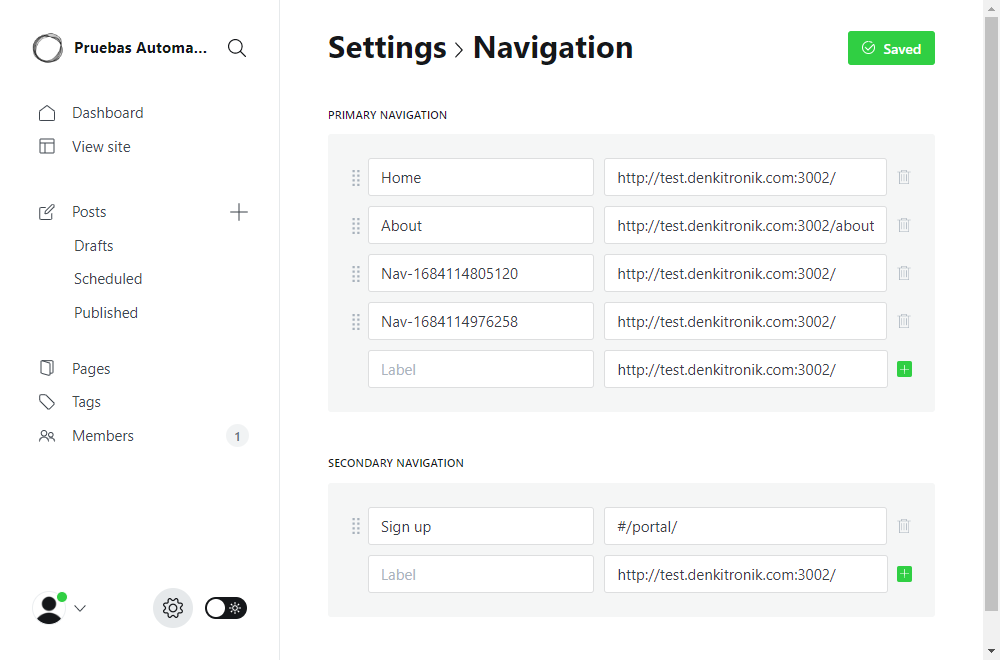 Pruebas Automa...
Settings > Navigation
Saved
Dashboard
View site
Posts
Drafts
Scheduled
Published
Pages
Tags
Members 1
PRIMARY NAVIGATION
Home http://test.denkitronik.com:3002/
About http://test.denkitronik.com:3002/about
Nav-1684114805120 http://test.denkitronik.com:3002/
Nav-1684114976258 http://test.denkitronik.com:3002/
Label http://test.denkitronik.com:3002/
SECONDARY NAVIGATION
Sign up #/portal/
Label http://test.denkitronik.com:3002/